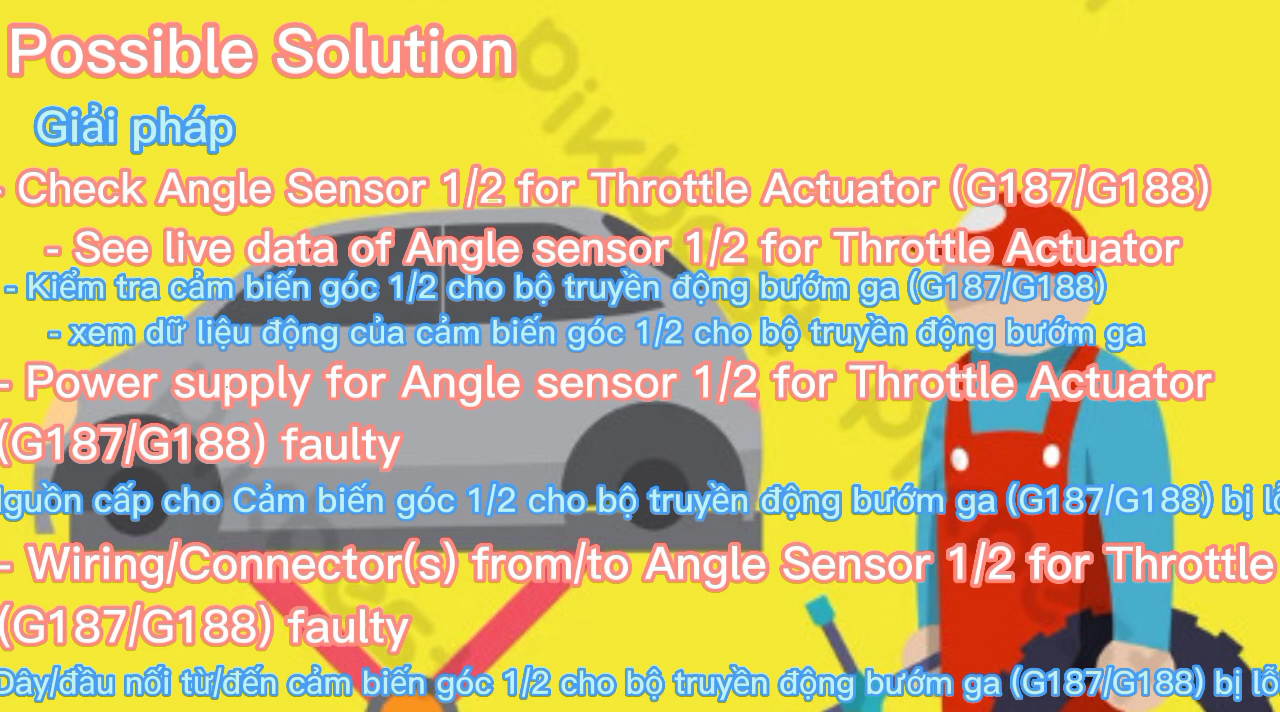 Possible Solution
Giải pháp
- Check Angle Sensor 1/2 for Throttle Actuator (G187/G188)
- See live data of Angle sensor 1/2 for Throttle Actuator
- Kiểm tra cảm biến góc 1/2 cho bộ truyền động bướm ga (G187/G188)
- xem dữ liệu động của cảm biến góc 1/2 cho bộ truyền động bướm ga
- Power supply for Angle sensor 1/2 for Throttle Actuator
(G187/G188) faulty
guồn cấp cho Cảm biến góc 1/2 cho bộ truyền động bướm ga (G187/G188) bị
- Wiring/Connector(s) from/to Angle Sensor 1/2 for Throttle
(G187/G188) faulty
Dây/đầu nối từ/đến cảm biến góc 1/2 cho bộ truyền động bướm ga (G187/G188) bị lỗ